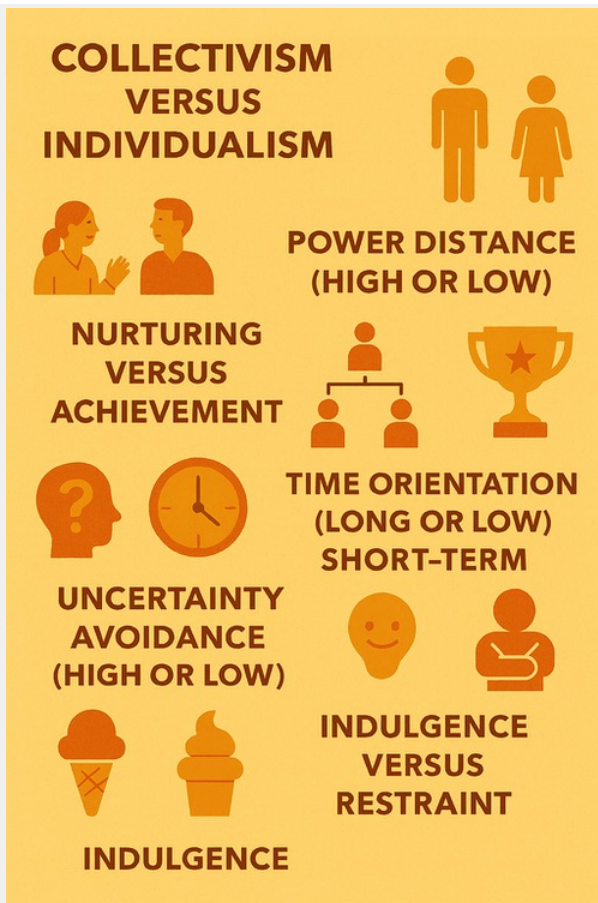 COLLECTIVISM
VERSUS
INDIVIDUALISM
POWER DISTANCE
(HIGH OR LOW)
NURTURING
VERSUS
ACHIEVEMENT
?
TIME ORIENTATION
(LONG OR LOW)
SHORT-TERM
UNCERTAINTY
AVOIDANCE
(HIGH OR LOW)
INDULGENCE
VERSUS
RESTRAINT
INDULGENCE